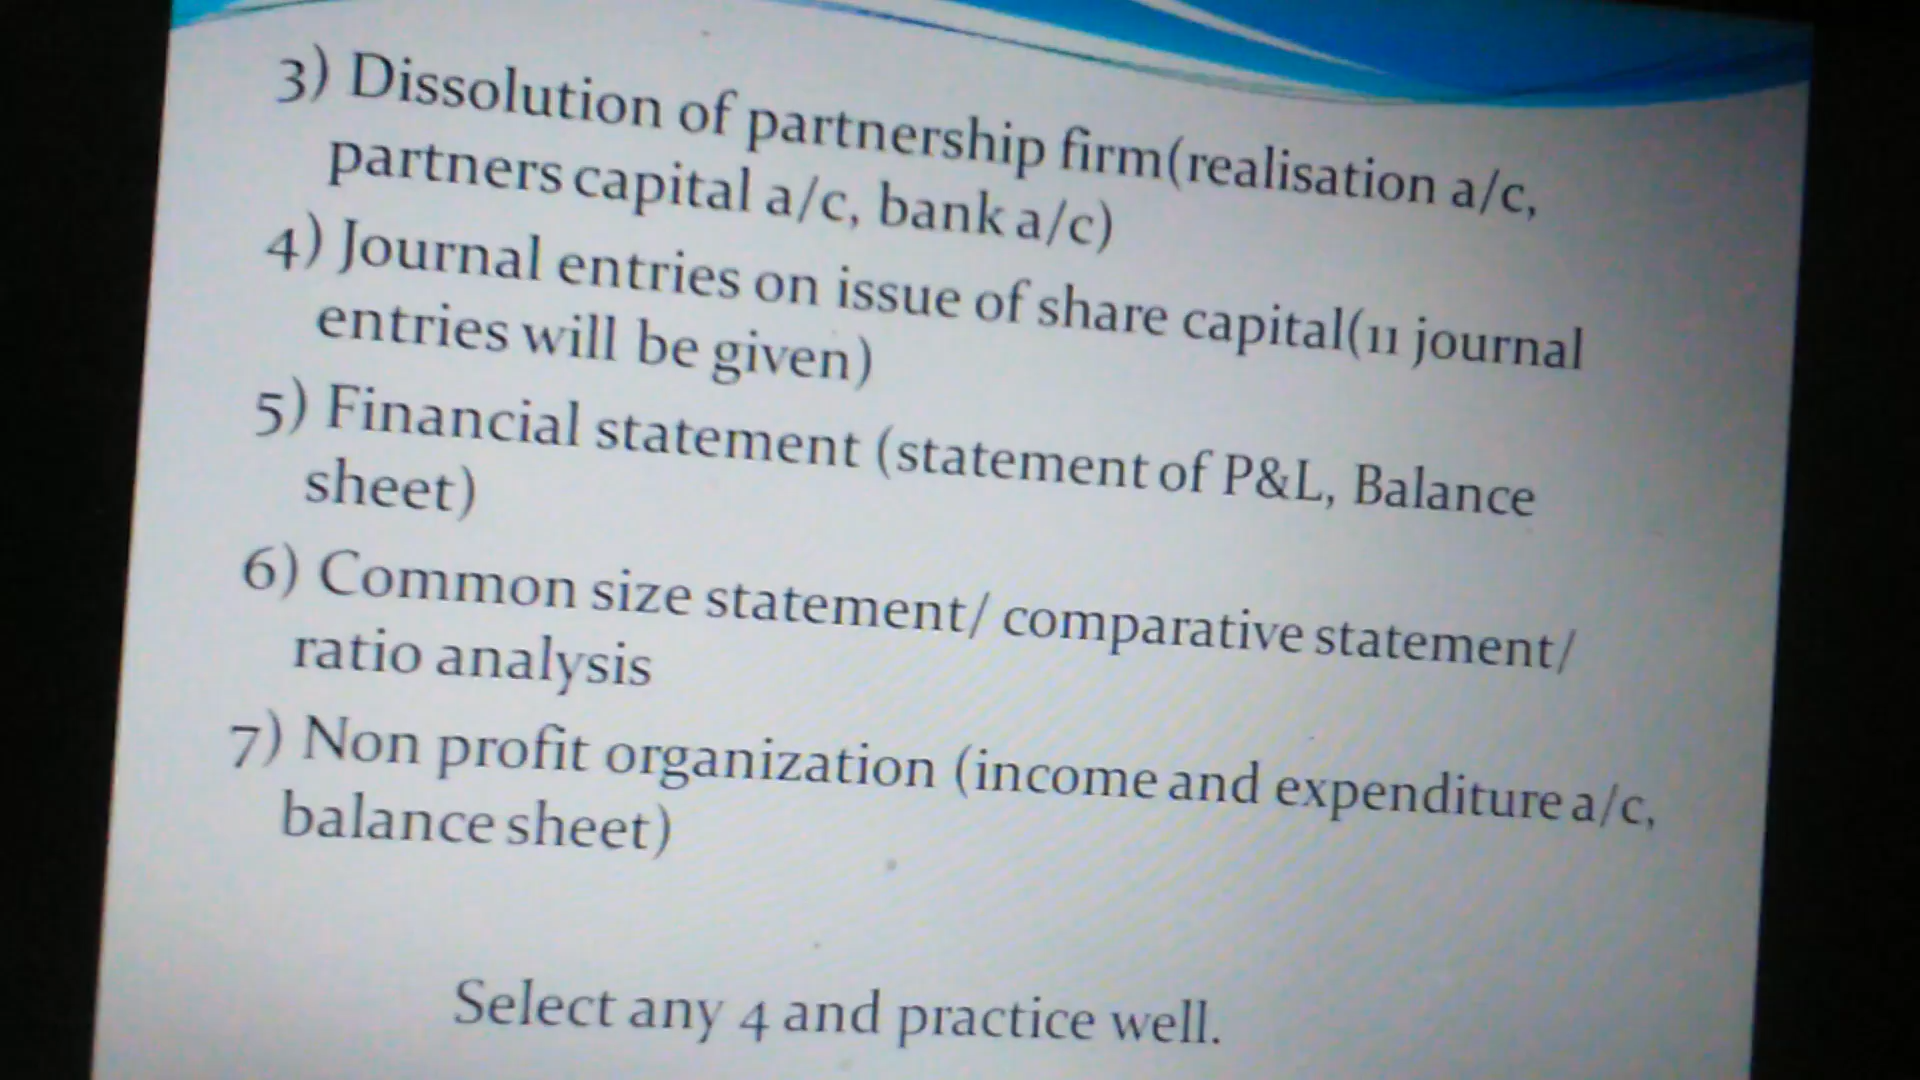 3) Dissolution of partnership firm(realisation a/c,
partners capital a/c, bank a/c)
4) Journal entries on issue of share capital(11 journal
entries will be given)
5) Financial statement (statement of P&L, Balance
sheet)
6) Common size statement/ comparative statement/
ratio analysis
7) Non profit organization (income and expenditure a/c,
balance sheet)
Select any 4 and practice well.